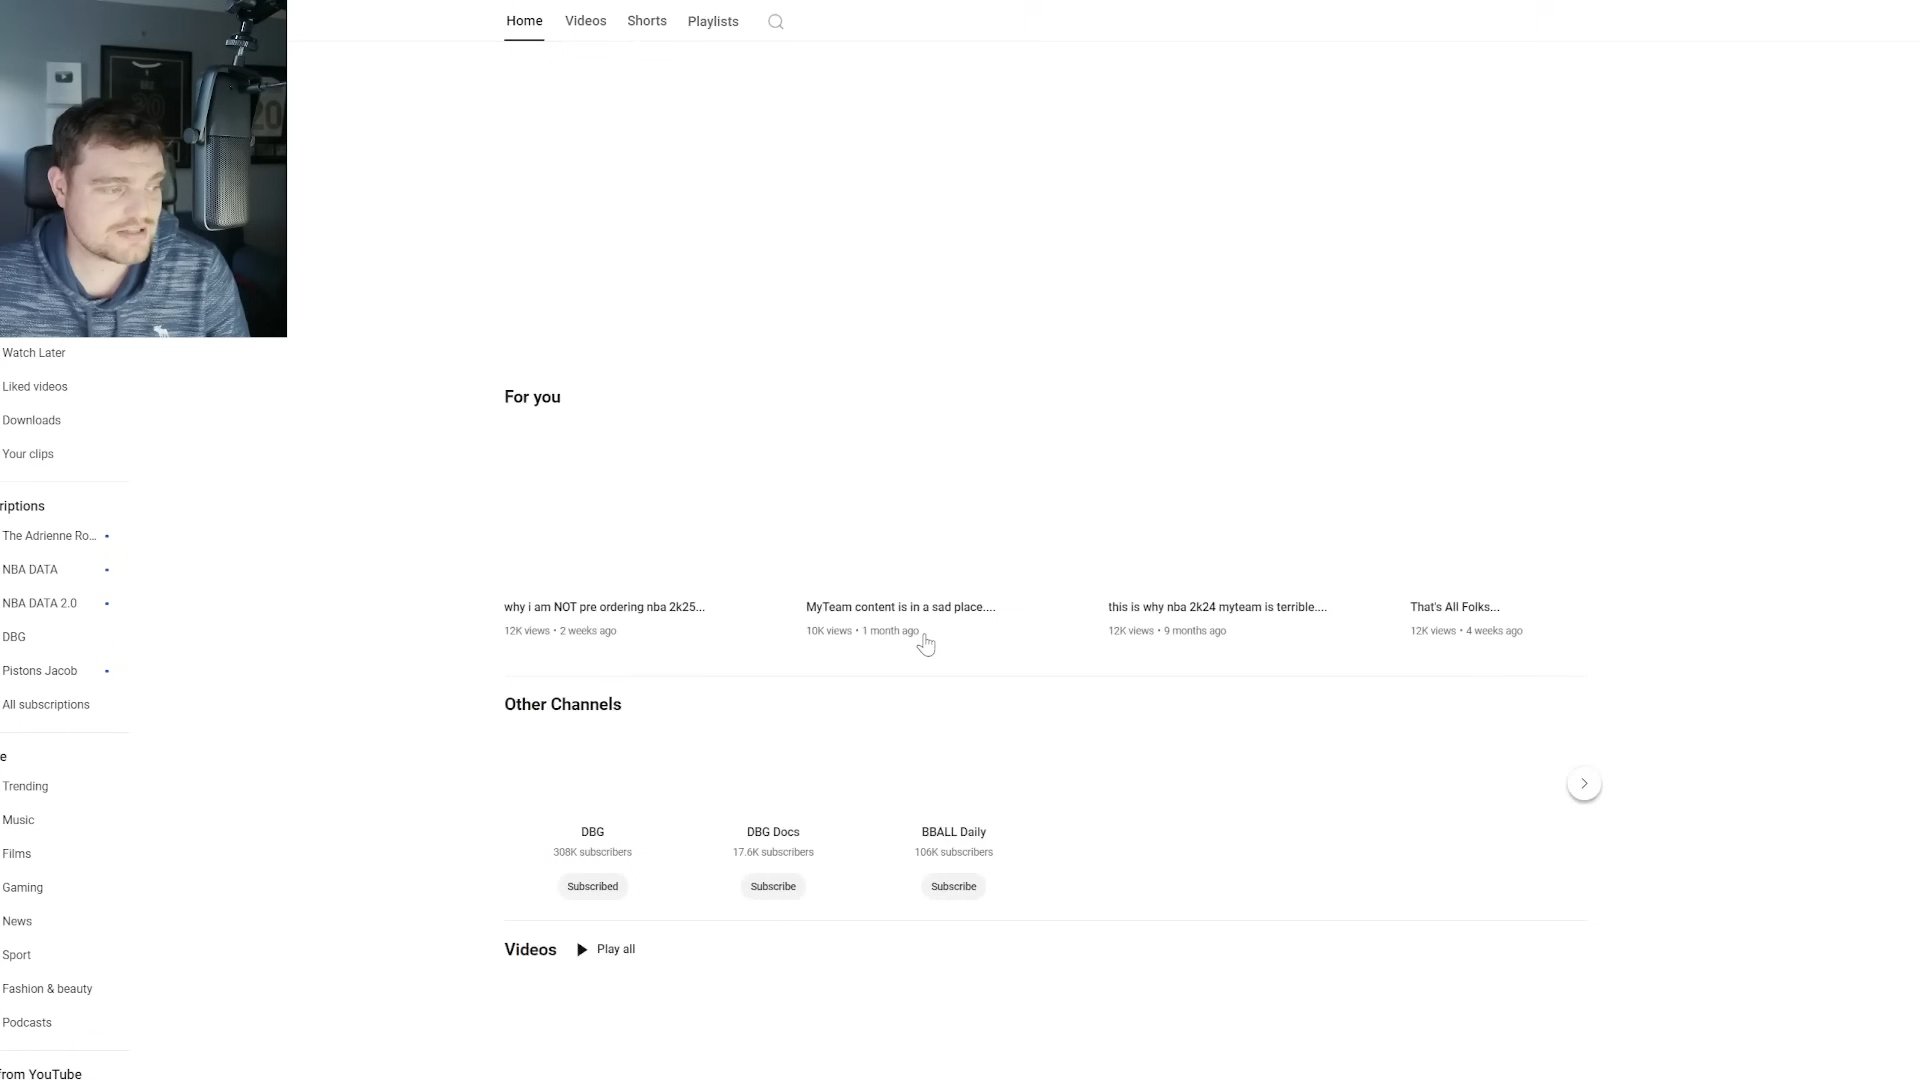 Home Videos Shorts Playlists
Watch Later
Liked videos
Downloads
Your clips
riptions
The Adrienne Ro...
NBA DATA
NBA DATA 2.0
DBG
Pistons Jacob
All subscriptions
e
Trending
Music
Films
Gaming
News
Sport
Fashion & beauty
Podcasts
from YouTube
For you
why i am NOT pre ordering nba 2k25...
12K views • 2 weeks ago
MyTeam content is in a sad place....
10K views • 1 month ago
this is why nba 2k24 myteam is terrible....
12K views • 9 months ago
That's All Folks...
12K views • 4 weeks ago
Other Channels
DBG
308K subscribers
Subscribed
DBG Docs
17.6K subscribers
Subscribe
BBALL Daily
106K subscribers
Subscribe
Videos Play all
20